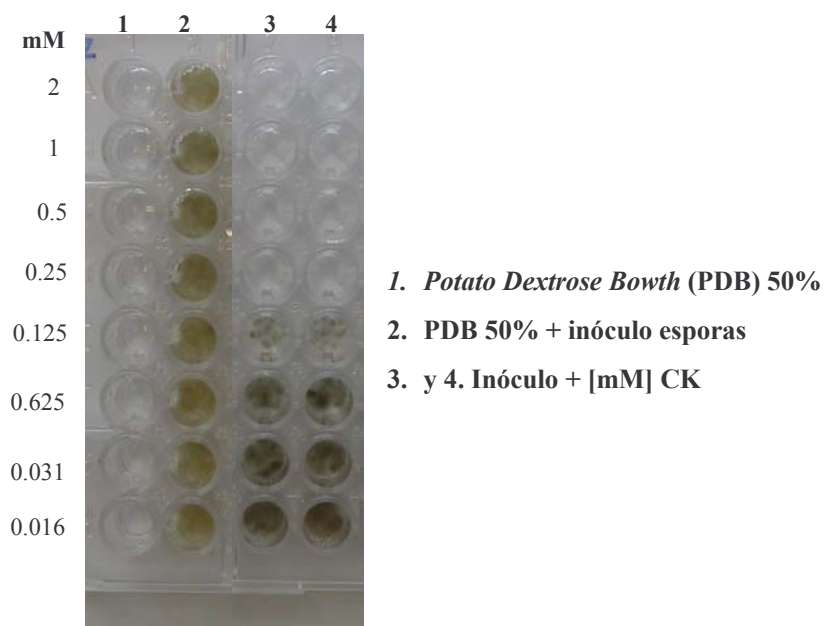 1 2 3 4
mM
2
1
0.5
0.25
0.125
0.625
0.031
0.016
1. Potato Dextrose Bowth (PDB) 50%
2. PDB 50% + inóculo esporas
3. y 4. Inóculo + [mM] CK